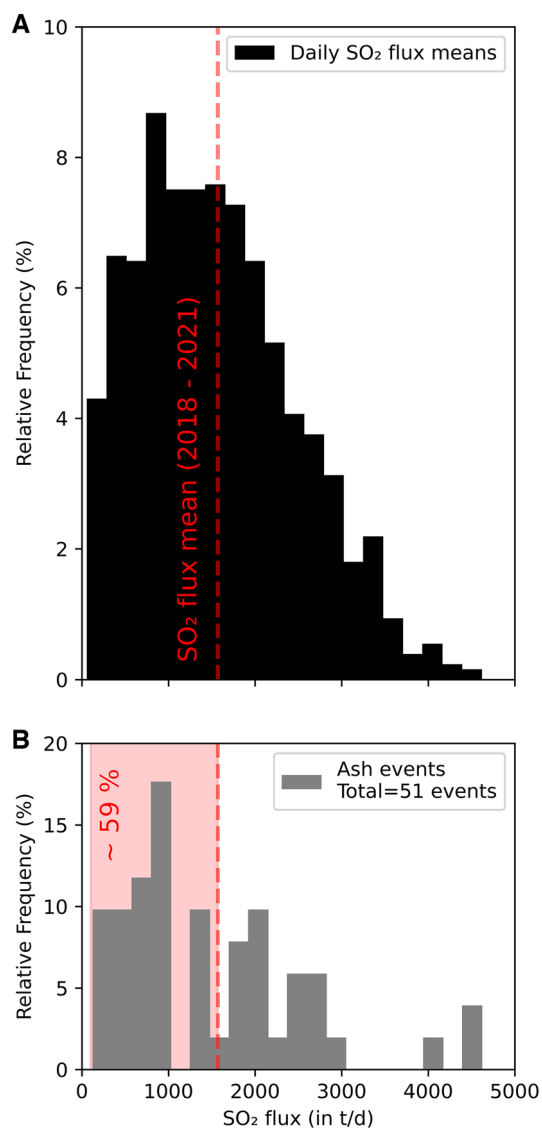 A
10
Daily SO₂ flux means
8
6
4
2
0
Relative Frequency (%)
SO₂ flux mean (2018 - 2021)
B
20
Ash events
Total=51 events
~ 59 %
15
10
5
0
Relative Frequency (%)
0 1000 2000 3000 4000 5000
SO₂ flux (in t/d)